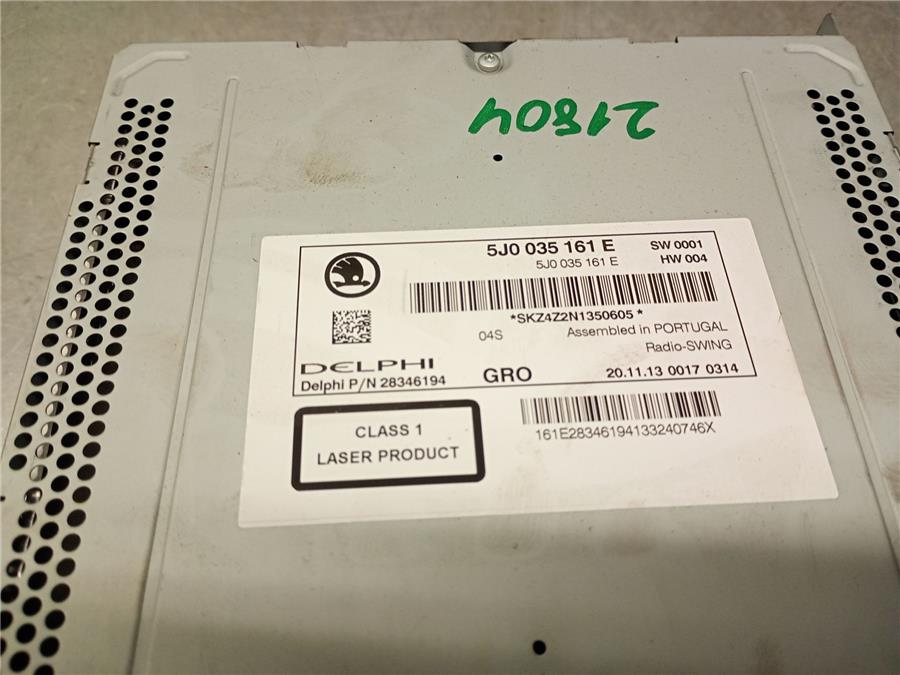 21804
5J0 035 161 E SW 0001
5J0 035 161 E HW 004
*SKZ4Z2N1350605*
04S Assembled in PORTUGAL
Radio-SWING
DELPHI
Delphi P/N 28346194 GRO 20.11.13 0017 0314
CLASS 1
LASER PRODUCT
161E28346194133240746X